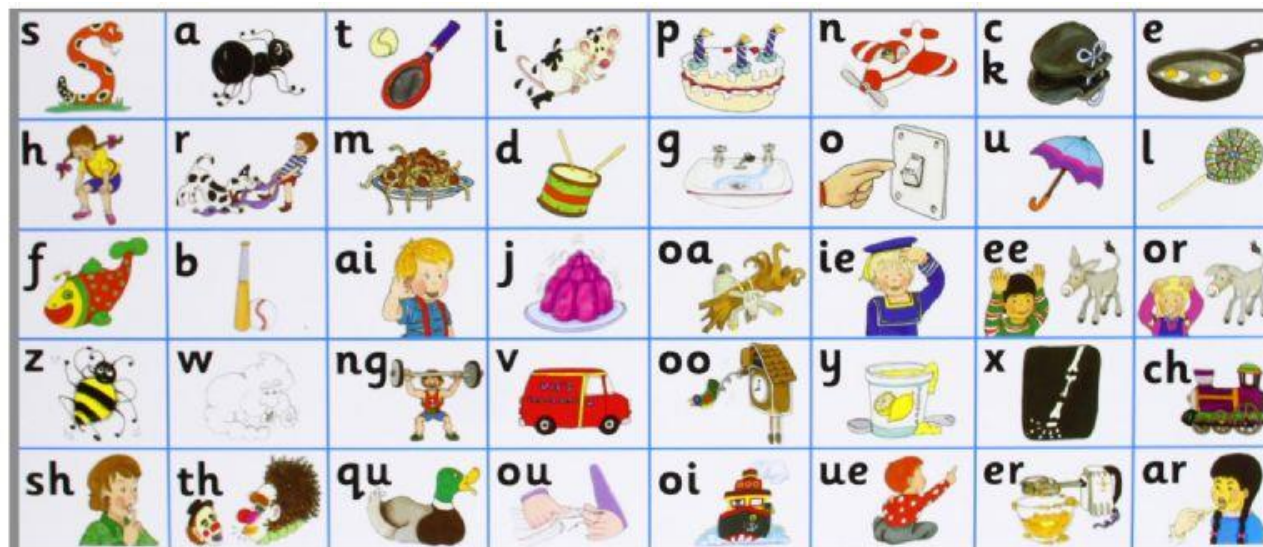 s a t i p n c k e
h r m d g o u l
f b ai j oa ie ee or
z w ng v oo y x ch
sh th qu ou oi ue er ar